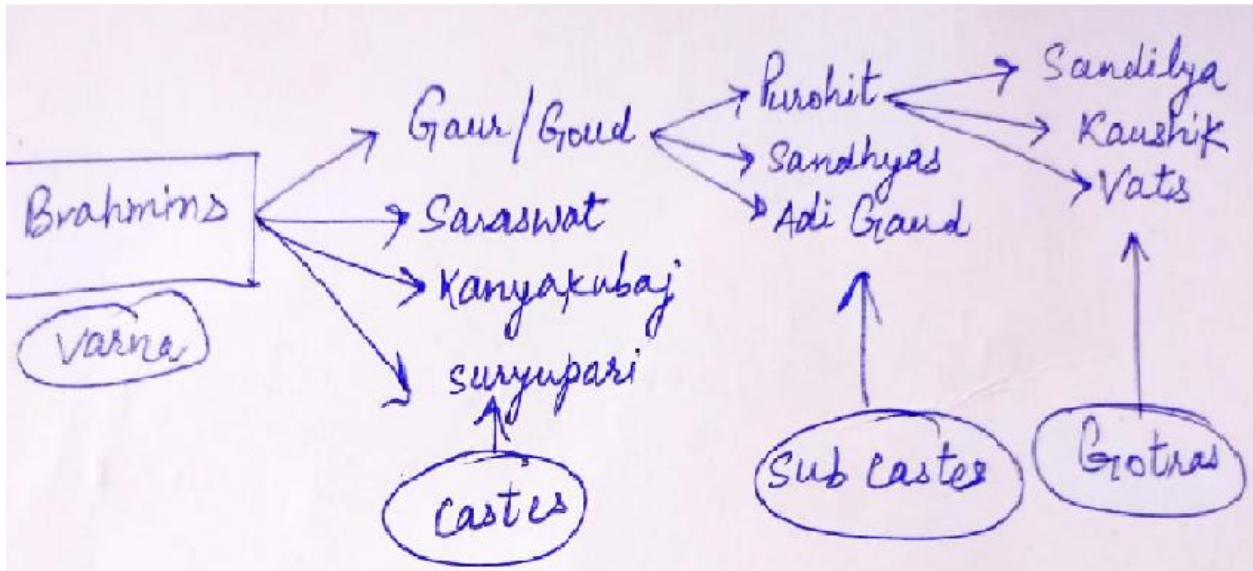 Brahmins
Varna
Gaur/Goud
Saraswat
Kanyakubaj
Suryupari
Castes
Purohit
Sandhyas
Adi Gaud
Sub Castes
Sandilya
Kaushik
Vats
Gotras